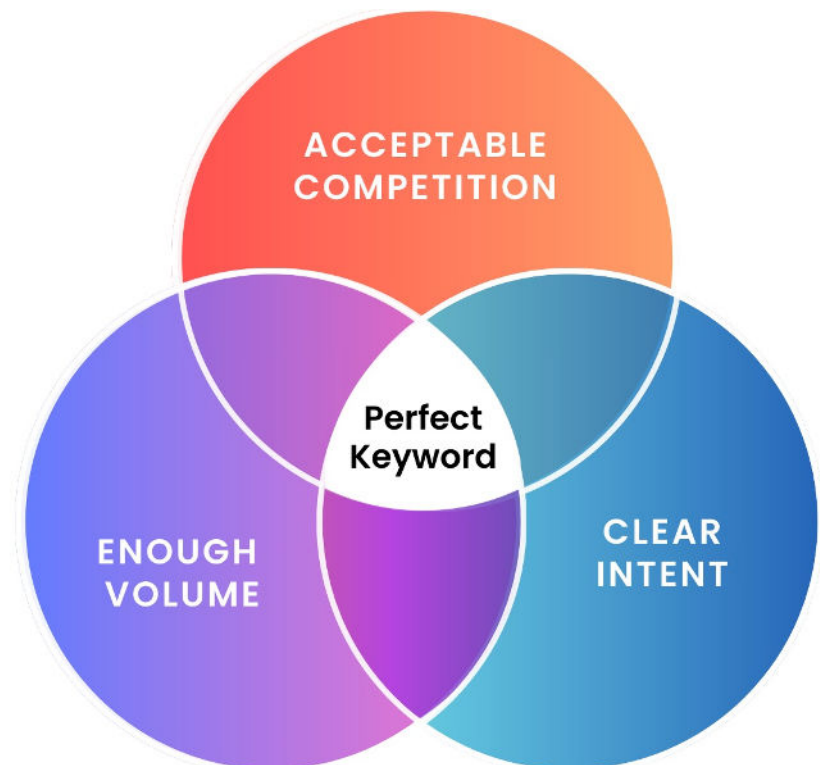 ACCEPTABLE
COMPETITION
Perfect
Keyword
ENOUGH
VOLUME
CLEAR
INTENT